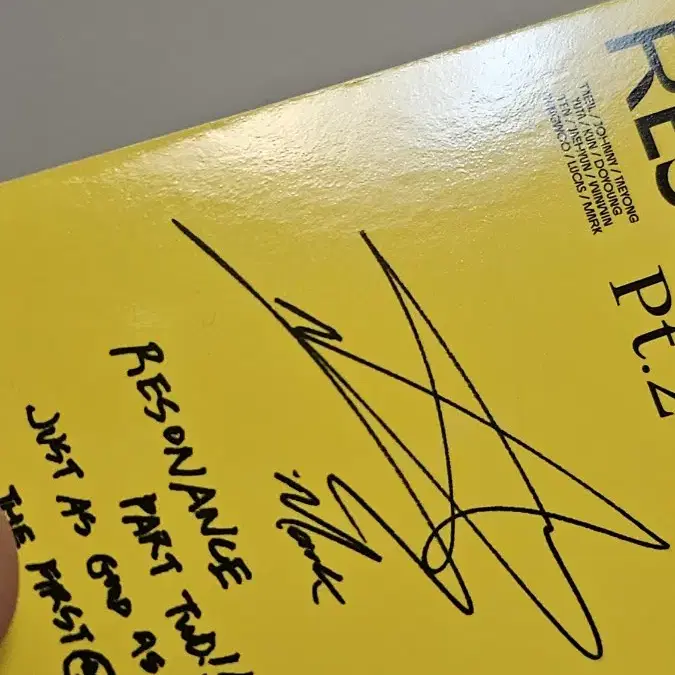 RES
TAEIL / JOHNNY / TAEYONG
YUTA / KUN / DOYOUNG
TEN / JAEHYUN / WINWIN
JUNGWOO / LUCAS / MARK
Pt.2
Mark
RESONANCE
PART TWO!!
JUST AS GOOD AS
THE FIRST